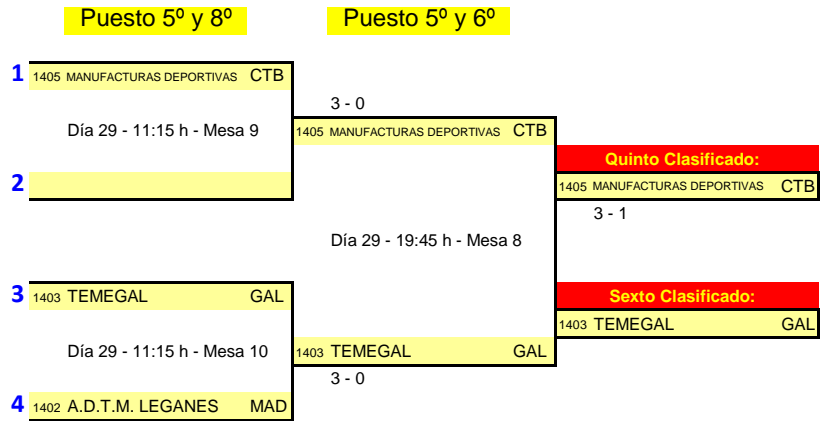 Puesto 5º y 8º
Puesto 5º y 6º
1 1405 MANUFACTURAS DEPORTIVAS CTB
3 - 0
Día 29 - 11:15 h - Mesa 9
1405 MANUFACTURAS DEPORTIVAS CTB
Quinto Clasificado:
2
1405 MANUFACTURAS DEPORTIVAS CTB
3 - 1
Día 29 - 19:45 h - Mesa 8
3 1403 TEMEGAL GAL
Sexto Clasificado:
1403 TEMEGAL GAL
Día 29 - 11:15 h - Mesa 10
1403 TEMEGAL GAL
3 - 0
4 1402 A.D.T.M. LEGANES MAD